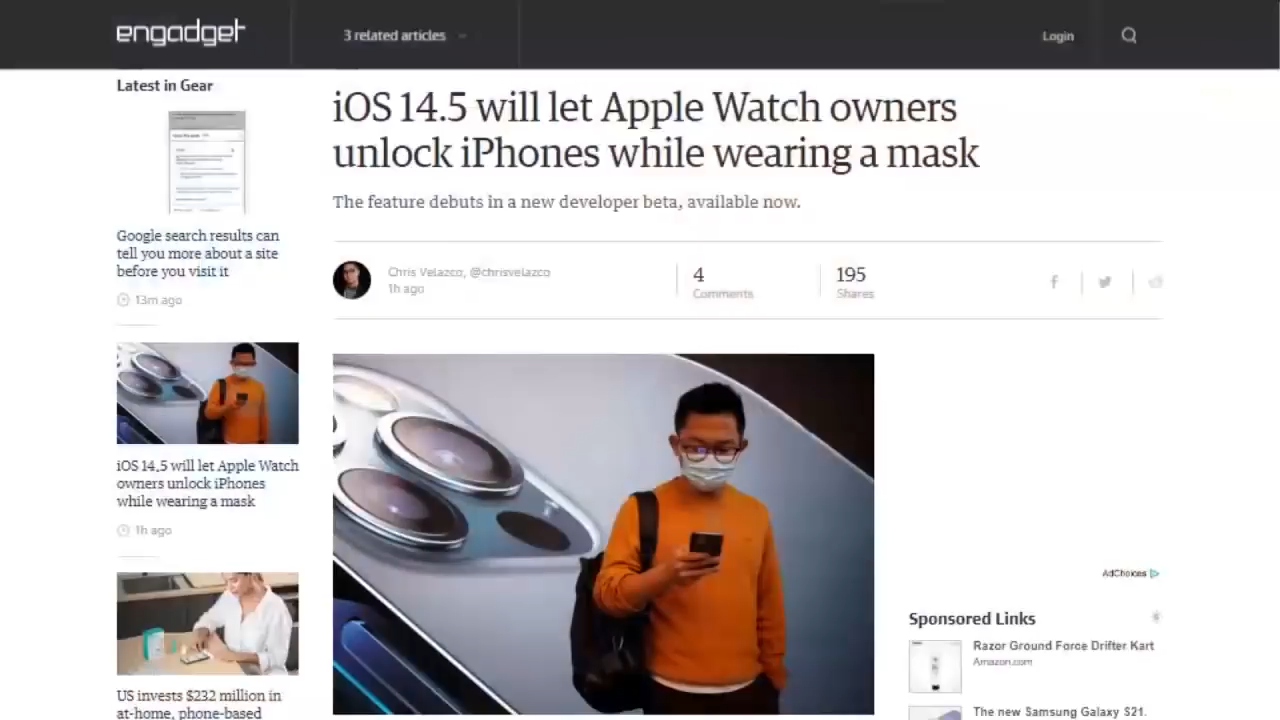 engadget
3 related articles
Login
Latest in Gear
Google search results can
tell you more about a site
before you visit it
13m ago
iOS 14.5 will let Apple Watch
owners unlock iPhones
while wearing a mask
1h ago
US invests $232 million in
at-home, phone-based
iOS 14.5 will let Apple Watch owners
unlock iPhones while wearing a mask
The feature debuts in a new developer beta, available now.
Chris Velazco, @chrisvelazco
1h ago
4
Comments
195
Shares
AdChoices
Sponsored Links
Razor Ground Force Drifter Kart
Amazon.com
The new Samsung Galaxy S21.